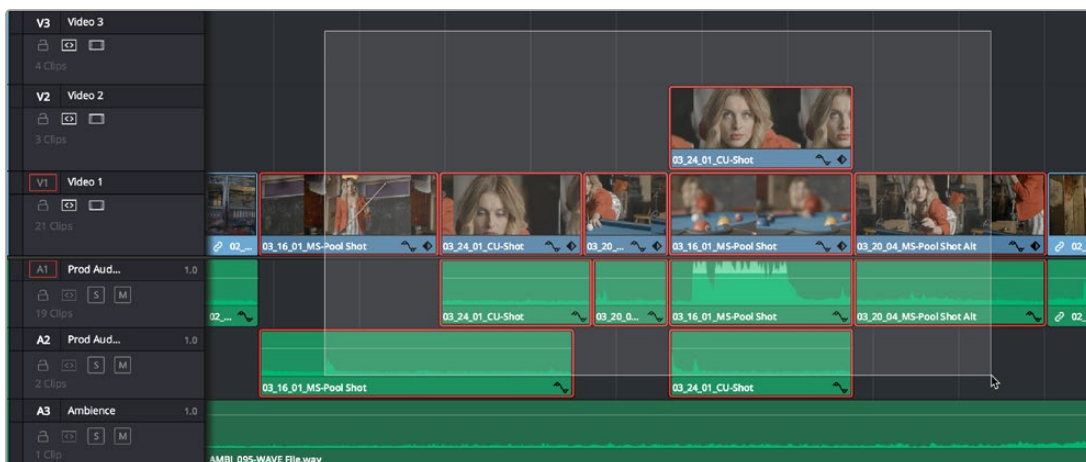 V3 Video 3
4 Clips
V2 Video 2
3 Clips
03_24_01_CU-Shot
V1 Video 1
21 Clips
02_... 03_16_01_MS-Pool Shot 03_24_01_CU-Shot 03_20_... 03_16_01_MS-Pool Shot 03_20_04_MS-Pool Shot Alt 02_
A1 Prod Aud... 1.0
S M
19 Clips
02_... 03_24_01_CU-Shot 03_20_0... 03_16_01_MS-Pool Shot 03_20_04_MS-Pool Shot Alt 02_
A2 Prod Aud... 1.0
S M
2 Clips
03_16_01_MS-Pool Shot 03_24_01_CU-Shot
A3 Ambience 1.0
S M
1 Clip
AMBI_095-WAVE File.wav